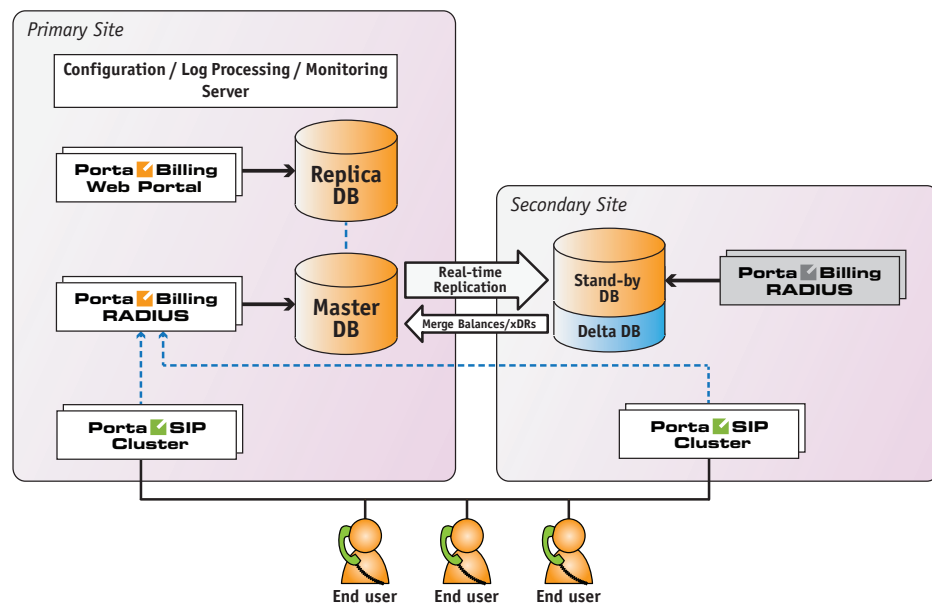 Primary Site
Configuration / Log Processing / Monitoring
Server
Porta Billing
Web Portal
Replica
DB
Secondary Site
Porta Billing
RADIUS
Master
DB
Real-time
Replication
Merge Balances/xDRs
Stand-by
DB
Delta DB
Porta Billing
RADIUS
Porta SIP
Cluster
Porta SIP
Cluster
End user
End user
End user